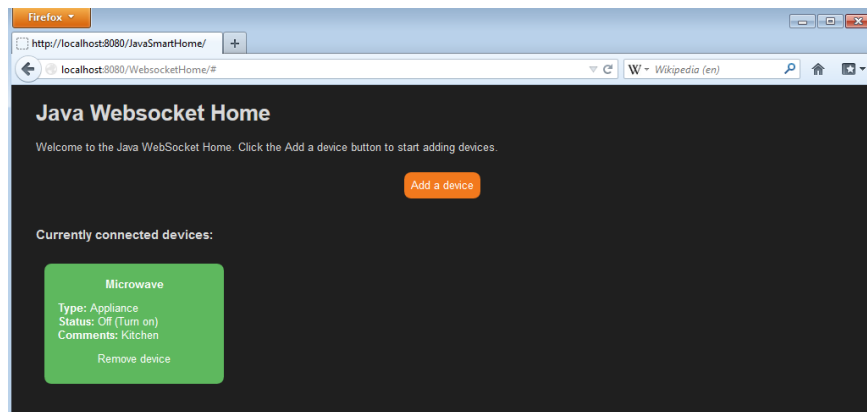 Firefox
http://localhost:8080/JavaSmartHome/
localhost:8080/WebsocketHome/#
W Wikipedia (en)
Java Websocket Home
Welcome to the Java WebSocket Home. Click the Add a device button to start adding devices.
Add a device
Currently connected devices:
Microwave
Type: Appliance
Status: Off (Turn on)
Comments: Kitchen
Remove device